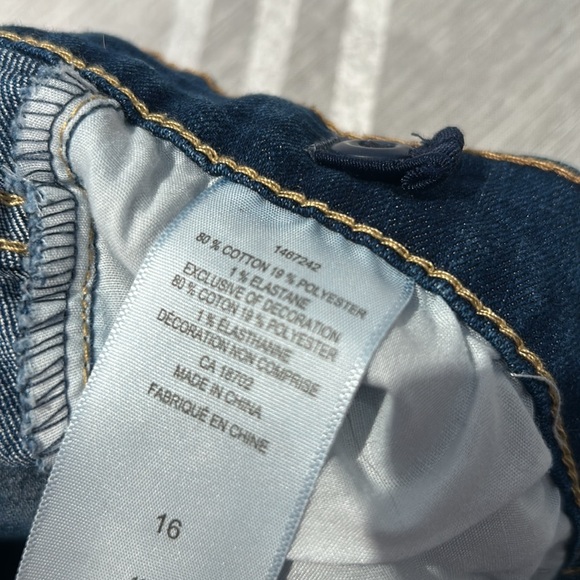 1467242
80 % COTTON 19 % POLYESTER
1 % ELASTANE
EXCLUSIVE OF DECORATION
80 % COTON 19 % POLYESTER
1 % ELASTHANNE
DÉCORATION NON COMPRISE
CA 18702
MADE IN CHINA
FABRIQUÉ EN CHINE
16